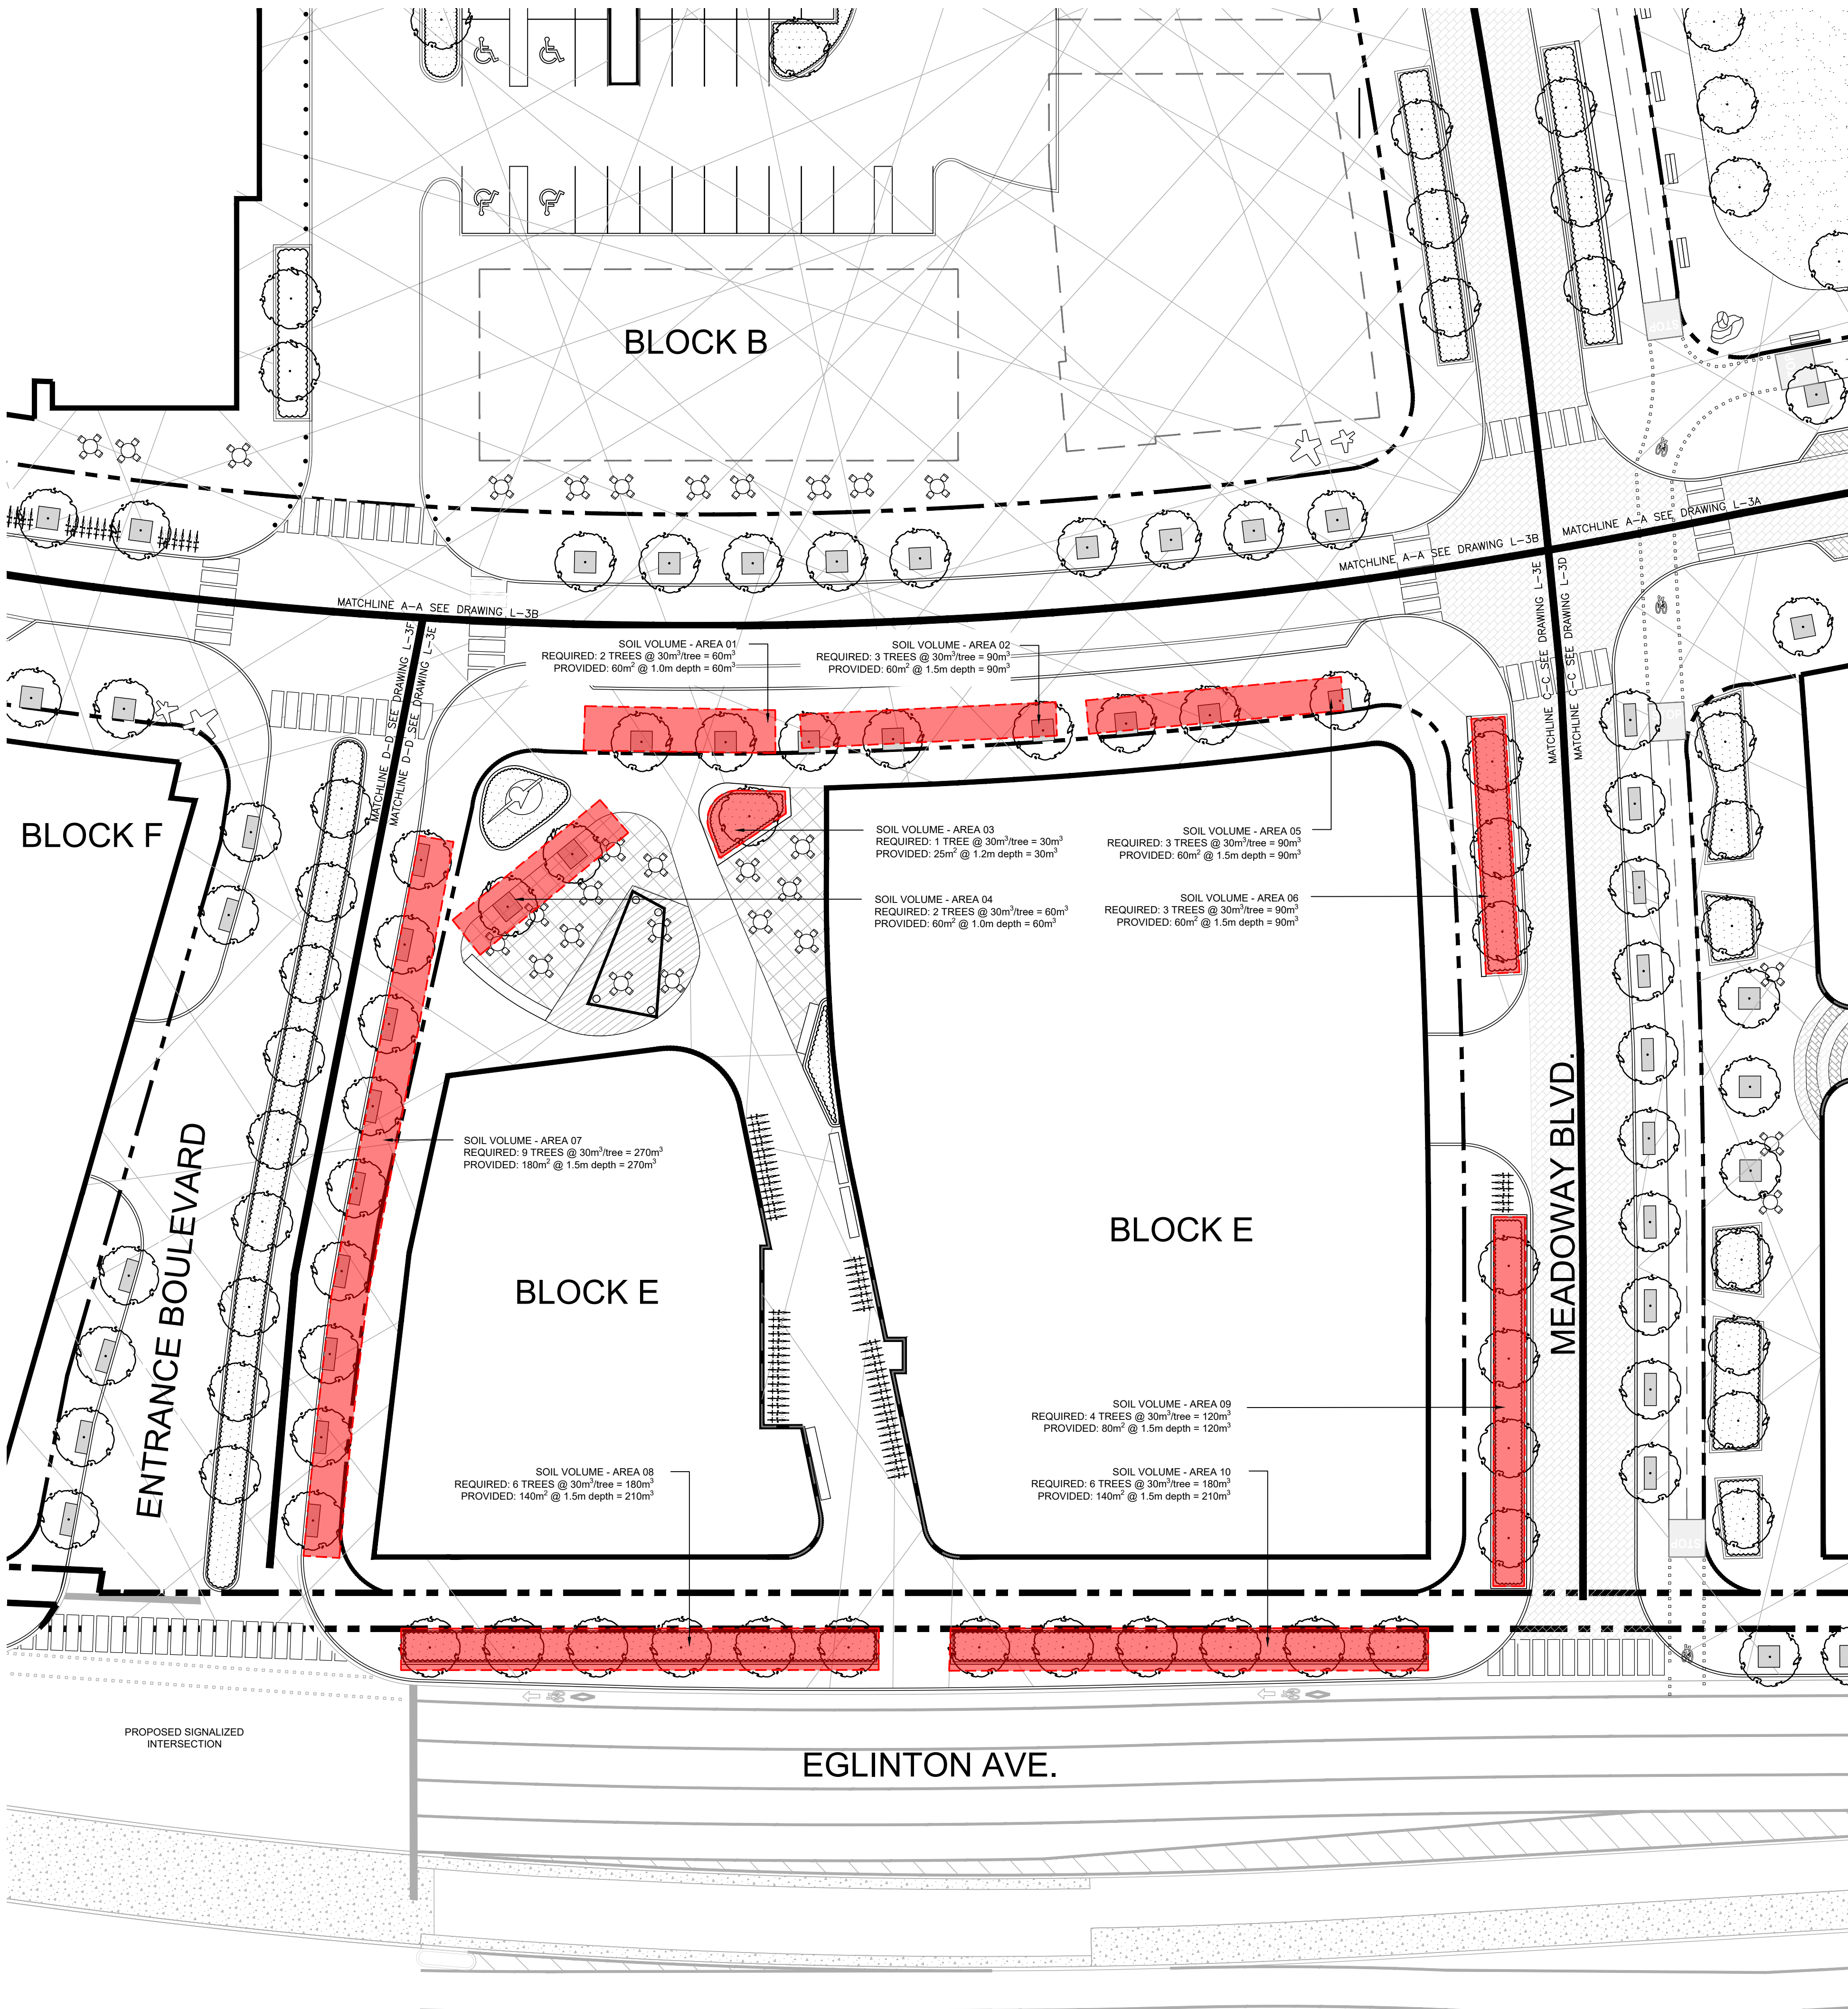 BLOCK B
MATCHLINE A-A SEE DRAWING L-3A
MATCHLINE A-A SEE DRAWING L-3B
MATCHLINE A-A SEE DRAWING L-3B
MATCHLINE D-D SEE DRAWING L-3F
MATCHLINE D-D SEE DRAWING L-3E
MATCHLINE C-C SEE DRAWING L-3E
MATCHLINE C-C SEE DRAWING L-3D
STOP
SOIL VOLUME - AREA 01
REQUIRED: 2 TREES @ 30m³/tree = 60m³
PROVIDED: 60m² @ 1.0m depth = 60m³
SOIL VOLUME - AREA 02
REQUIRED: 3 TREES @ 30m³/tree = 90m³
PROVIDED: 60m² @ 1.5m depth = 90m³
BLOCK F
SOIL VOLUME - AREA 03
REQUIRED: 1 TREE @ 30m³/tree = 30m³
PROVIDED: 25m² @ 1.2m depth = 30m³
SOIL VOLUME - AREA 05
REQUIRED: 3 TREES @ 30m³/tree = 90m³
PROVIDED: 60m² @ 1.5m depth = 90m³
SOIL VOLUME - AREA 04
REQUIRED: 2 TREES @ 30m³/tree = 60m³
PROVIDED: 60m² @ 1.0m depth = 60m³
SOIL VOLUME - AREA 06
REQUIRED: 3 TREES @ 30m³/tree = 90m³
PROVIDED: 60m² @ 1.5m depth = 90m³
SOIL VOLUME - AREA 07
REQUIRED: 9 TREES @ 30m³/tree = 270m³
PROVIDED: 180m² @ 1.5m depth = 270m³
ENTRANCE BOULEVARD
BLOCK E
BLOCK E
MEADOWAY BLVD.
SOIL VOLUME - AREA 09
REQUIRED: 4 TREES @ 30m³/tree = 120m³
PROVIDED: 80m² @ 1.5m depth = 120m³
SOIL VOLUME - AREA 08
REQUIRED: 6 TREES @ 30m³/tree = 180m³
PROVIDED: 140m² @ 1.5m depth = 210m³
SOIL VOLUME - AREA 10
REQUIRED: 6 TREES @ 30m³/tree = 180m³
PROVIDED: 140m² @ 1.5m depth = 210m³
STOP
PROPOSED SIGNALIZED
INTERSECTION
EGLINTON AVE.